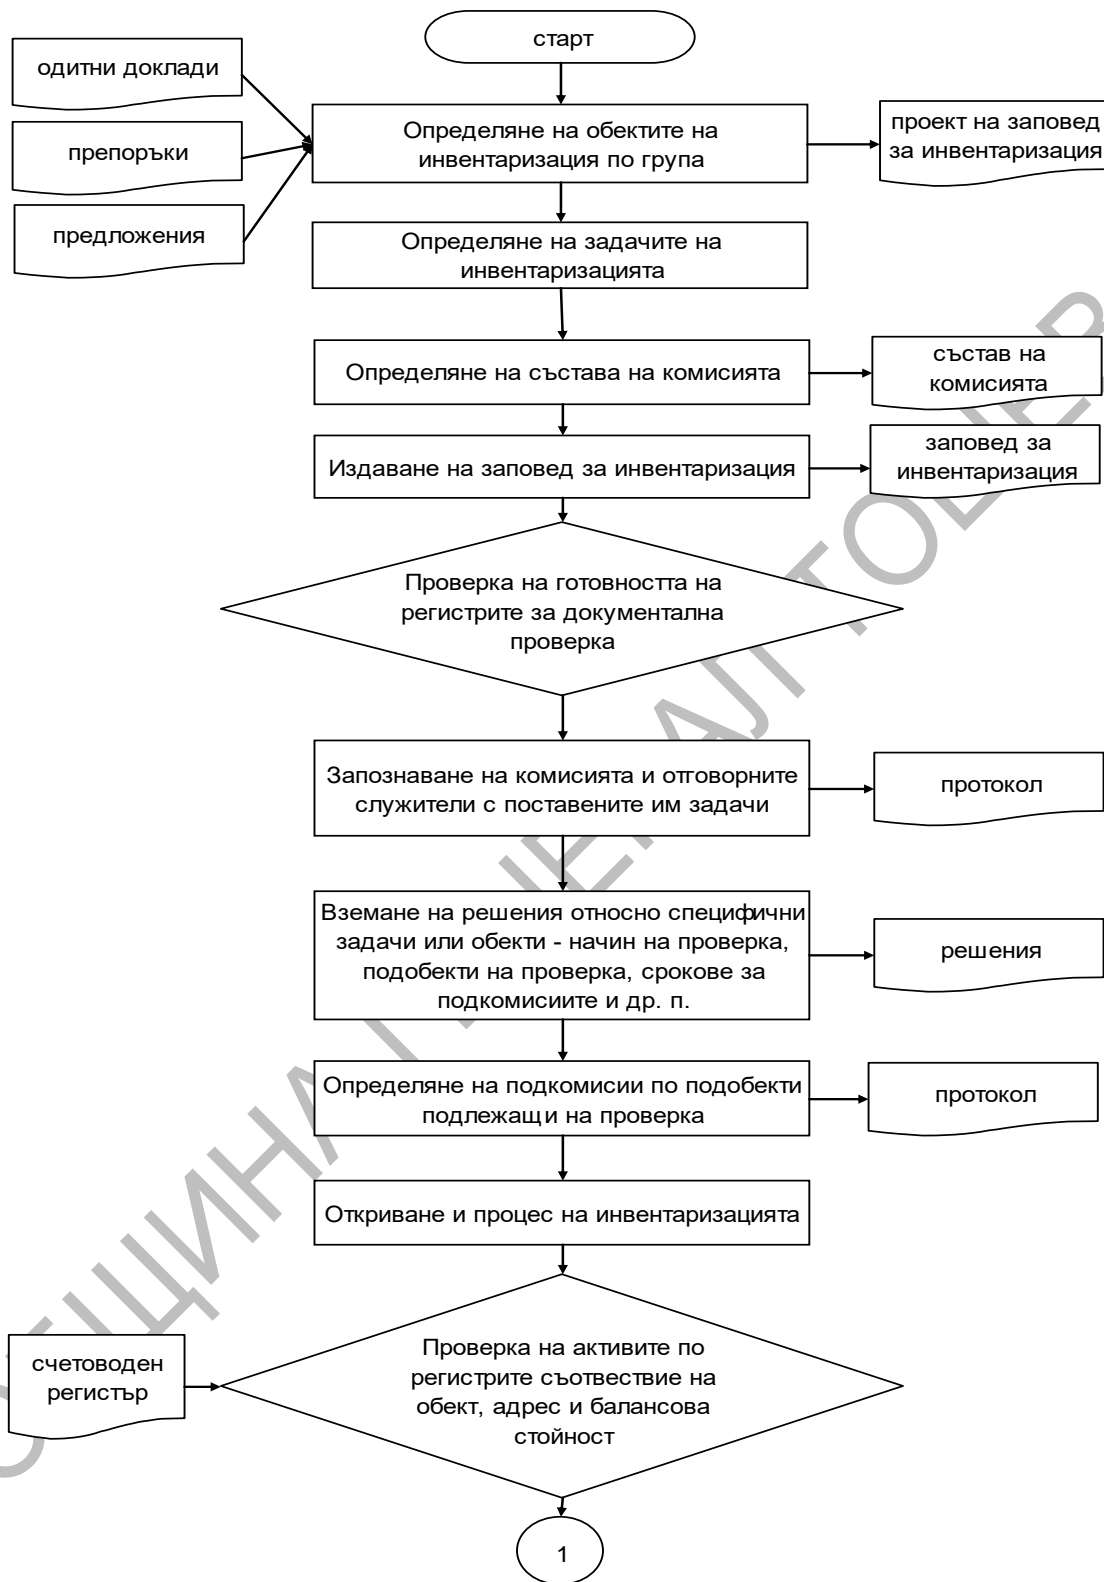 старт
одитни доклади
препоръки
предложения
Определяне на обектите на
инвентаризация по група
проект на заповед
за инвентаризация
Определяне на задачите на
инвентаризацията
Определяне на състава на комисията
състав на
комисията
Издаване на заповед за инвентаризация
заповед за
инвентаризация
Проверка на готовността на
регистрите за документална
проверка
Запознаване на комисията и отговорните
служители с поставените им задачи
протокол
Вземане на решения относно специфични
задачи или обекти - начин на проверка,
подобекти на проверка, срокове за
подкомисиите и др. п.
решения
Определяне на подкомисии по подобекти
подлежащи на проверка
протокол
Откриване и процес на инвентаризацията
счетоводен
регистър
Проверка на активите по
регистрите съотвествие на
обект, адрес и балансова
стойност
1